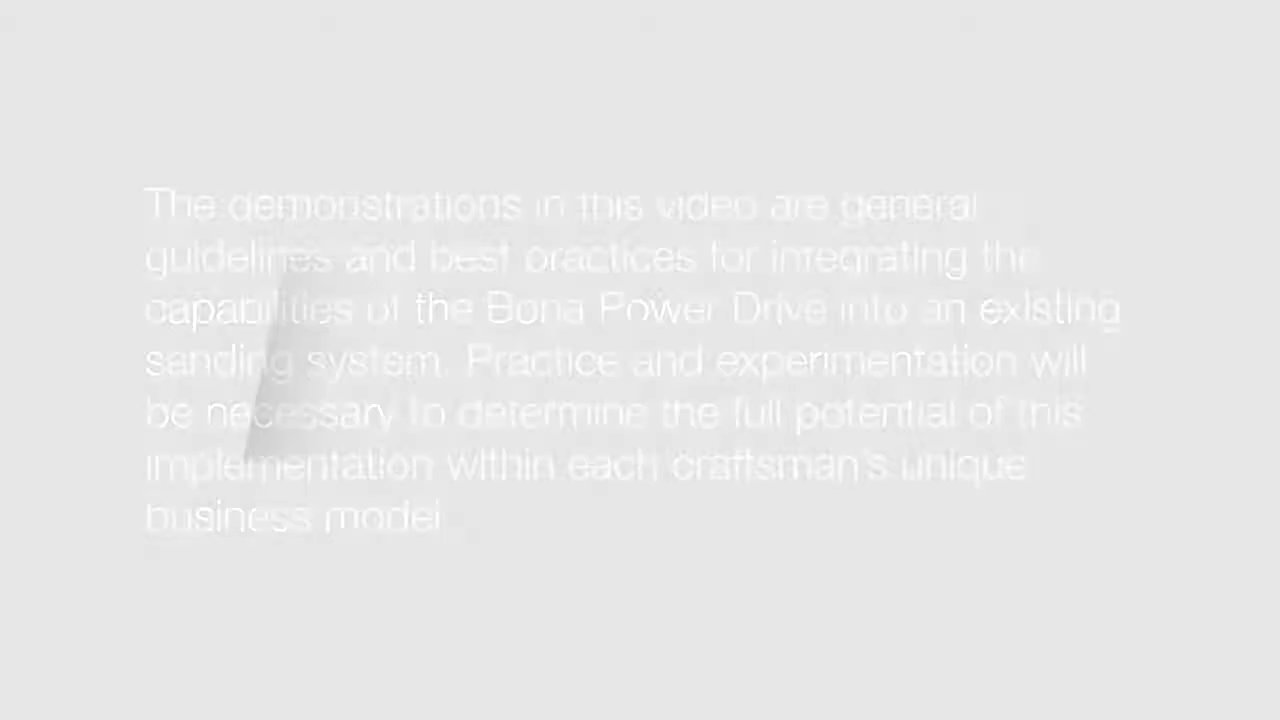 The demonstrations in this video are general
guidelines and best practices for integrating the
capabilities of the Bona Power Drive into an existing
sanding system. Practice and experimentation will
be necessary to determine the full potential of this
implementation within each craftsman's unique
business model